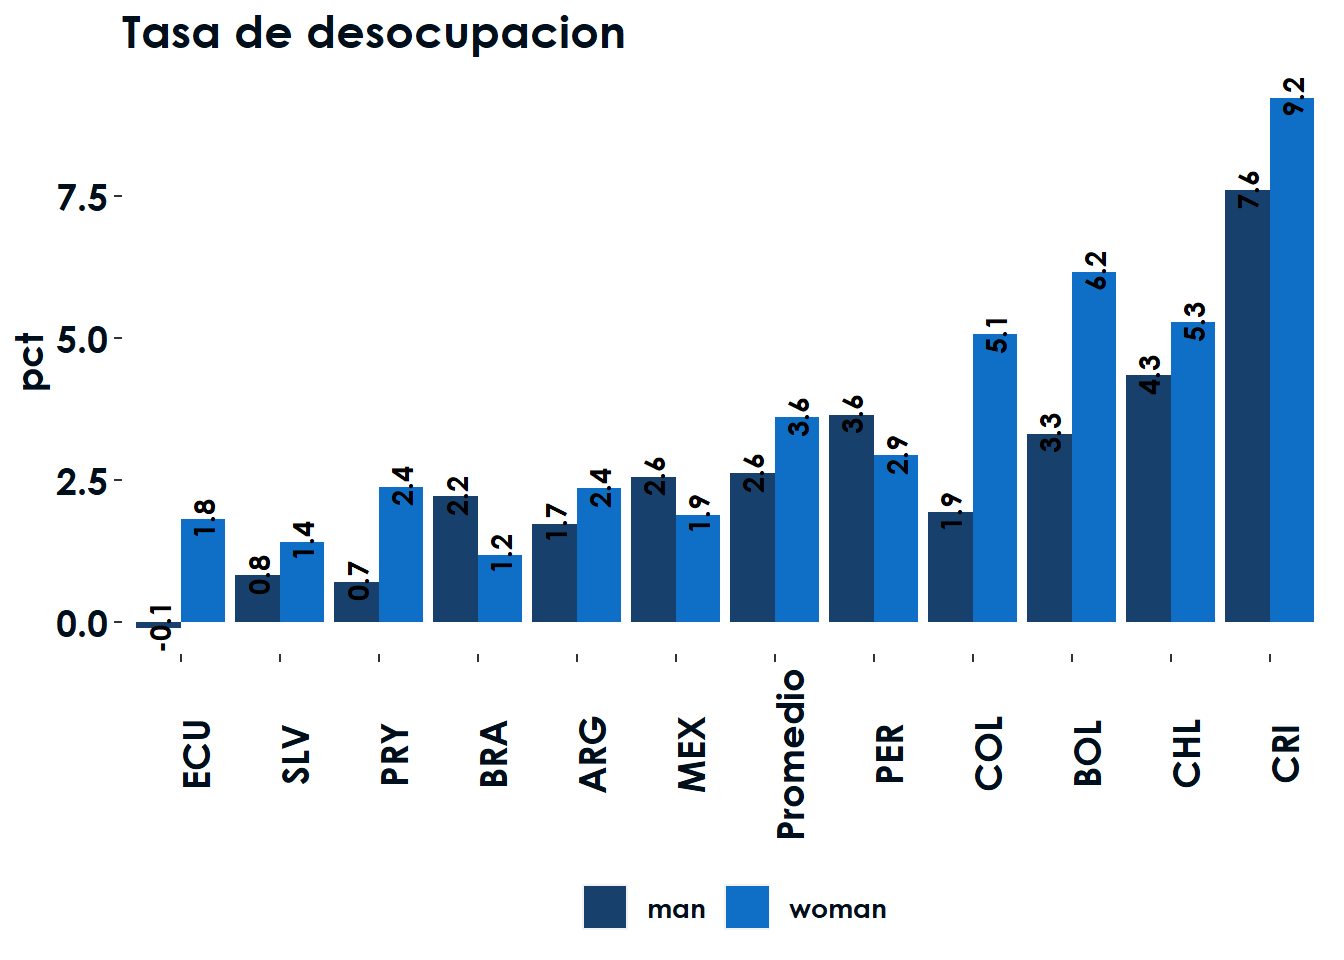 Tasa de desocupacion
pct
7.5
5.0
2.5
0.0
-0.1
1.8
0.8
1.4
0.7
2.4
2.2
1.2
1.7
2.4
2.6
1.9
2.6
3.6
3.6
2.9
1.9
5.1
3.3
6.2
4.3
5.3
7.6
9.2
ECU
SLV
PRY
BRA
ARG
MEX
Promedio
PER
COL
BOL
CHL
CRI
man
woman